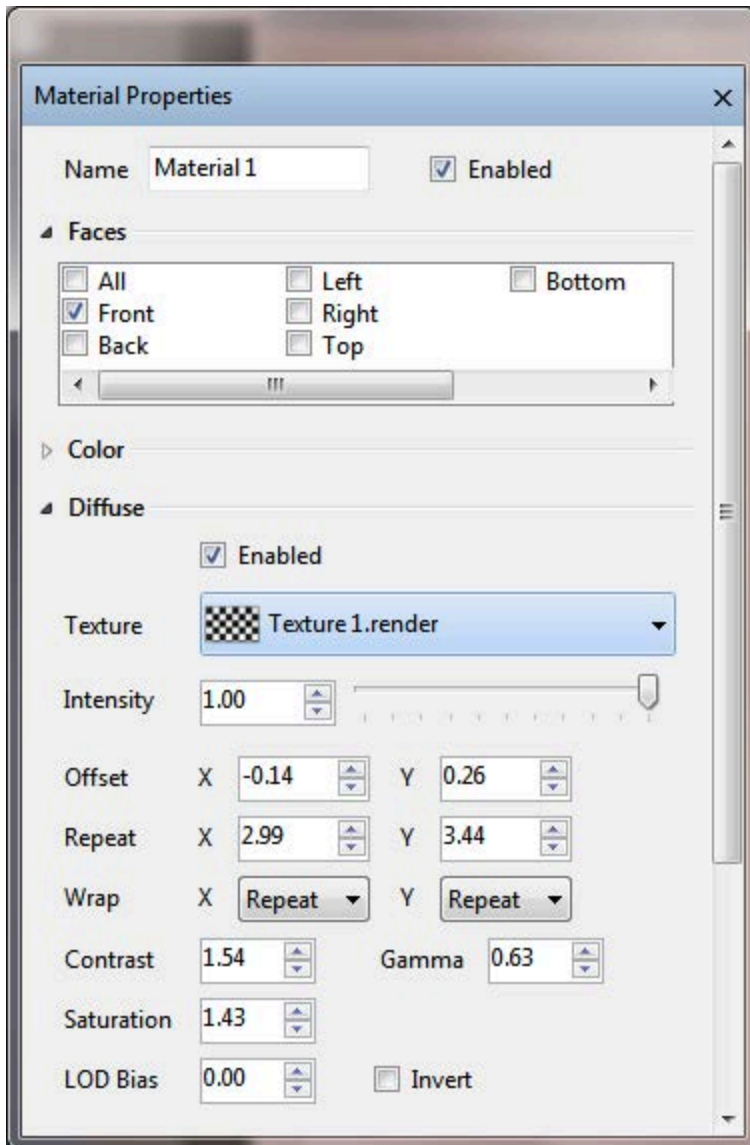 Material Properties
Name Material 1 Enabled
Faces
All Left Bottom
Front Right
Back Top
Color
Diffuse
Enabled
Texture Texture 1.render
Intensity 1.00
Offset X -0.14 Y 0.26
Repeat X 2.99 Y 3.44
Wrap X Repeat Y Repeat
Contrast 1.54 Gamma 0.63
Saturation 1.43
LOD Bias 0.00 Invert